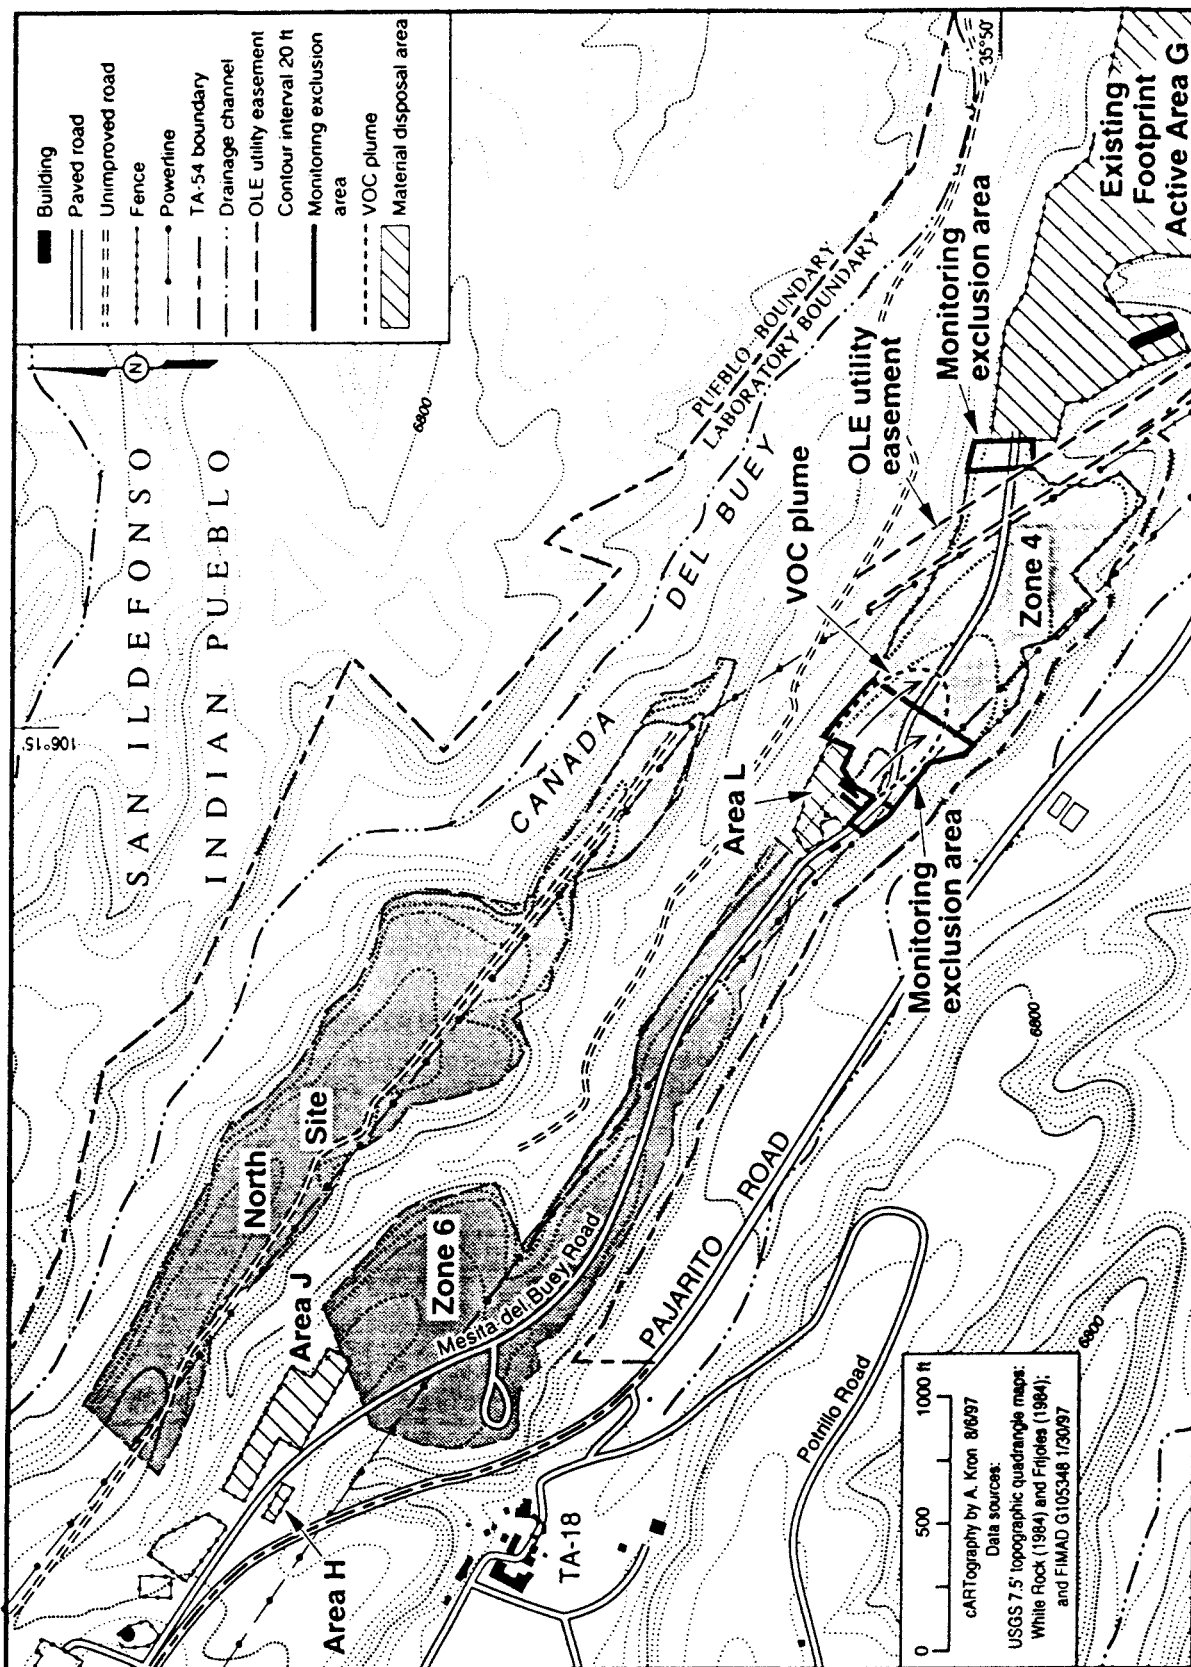 Building
Paved road
Unimproved road
Fence
Powerline
TA-54 boundary
Drainage channel
OLE utility easement
Contour interval 20 ft
Monitoring exclusion
area
VOC plume
Material disposal area
N
SAN ILDEFONSO
INDIAN PUEBLO
106°15'
35°50'
6800
PUEBLO BOUNDARY
LABORATORY BOUNDARY
CANADA
DEL BUEY
North
Site
Area J
Zone 6
Mesita del Buey Road
Area H
TA-18
PAJARITO ROAD
Potrillo Road
Area L
VOC plume
OLE utility
easement
Monitoring
exclusion area
Existing
Footprint
Active Area G
Zone 4
Monitoring
exclusion area
6800
6800
0 500 1000 ft
cARTography by A. Kron 8/6/97
Data sources:
USGS 7.5' topographic quadrangle maps:
White Rock (1984) and Frijoles (1984);
and FIMAD G105348 1/30/97